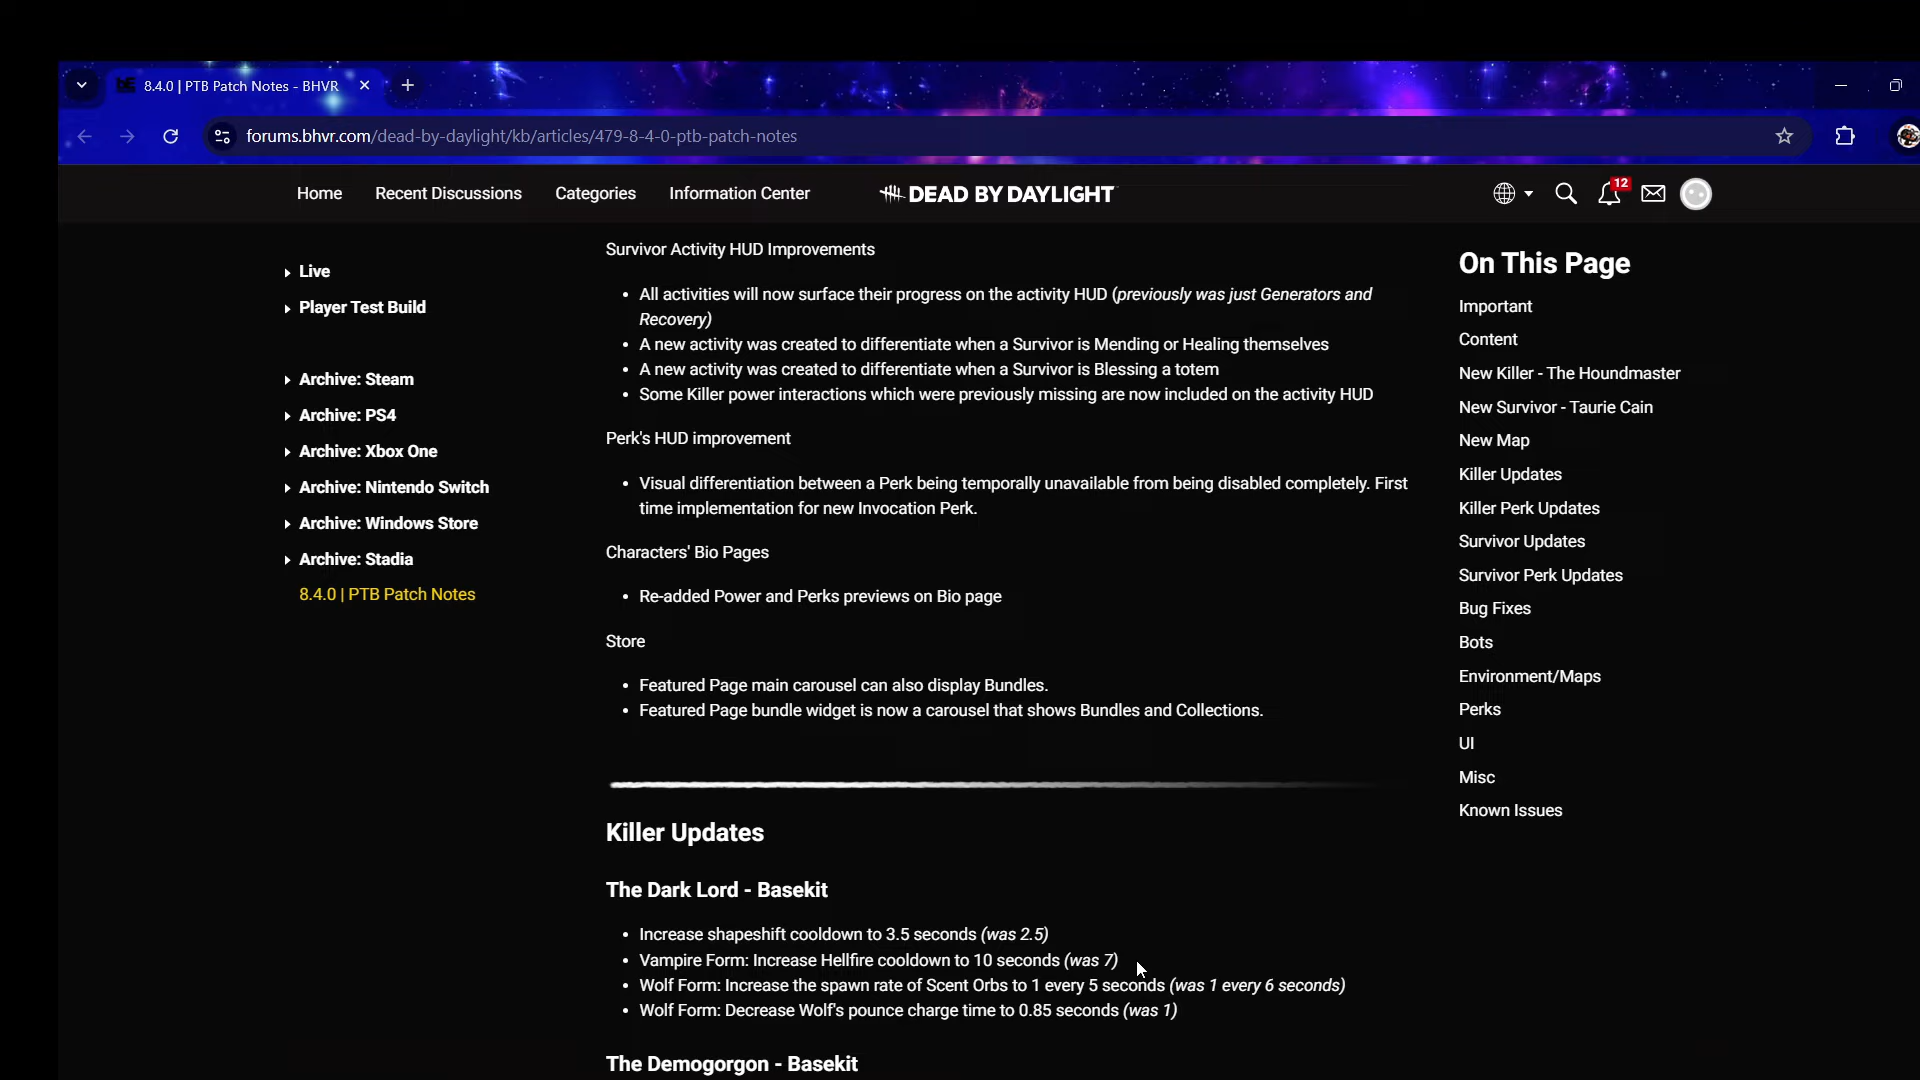 8.4.0 | PTB Patch Notes - BHVR
forums.bhvr.com/dead-by-daylight/kb/articles/479-8-4-0-ptb-patch-notes
Home Recent Discussions Categories Information Center DEAD BY DAYLIGHT 12
Live
Player Test Build
Archive: Steam
Archive: PS4
Archive: Xbox One
Archive: Nintendo Switch
Archive: Windows Store
Archive: Stadia
8.4.0 | PTB Patch Notes
Survivor Activity HUD Improvements
• All activities will now surface their progress on the activity HUD (previously was just Generators and
Recovery)
• A new activity was created to differentiate when a Survivor is Mending or Healing themselves
• A new activity was created to differentiate when a Survivor is Blessing a totem
• Some Killer power interactions which were previously missing are now included on the activity HUD
Perk's HUD improvement
• Visual differentiation between a Perk being temporally unavailable from being disabled completely. First
time implementation for new Invocation Perk.
Characters' Bio Pages
• Re-added Power and Perks previews on Bio page
Store
• Featured Page main carousel can also display Bundles.
• Featured Page bundle widget is now a carousel that shows Bundles and Collections.
Killer Updates
The Dark Lord - Basekit
• Increase shapeshift cooldown to 3.5 seconds (was 2.5)
• Vampire Form: Increase Hellfire cooldown to 10 seconds (was 7)
• Wolf Form: Increase the spawn rate of Scent Orbs to 1 every 5 seconds (was 1 every 6 seconds)
• Wolf Form: Decrease Wolf's pounce charge time to 0.85 seconds (was 1)
The Demogorgon - Basekit
On This Page
Important
Content
New Killer - The Houndmaster
New Survivor - Taurie Cain
New Map
Killer Updates
Killer Perk Updates
Survivor Updates
Survivor Perk Updates
Bug Fixes
Bots
Environment/Maps
Perks
UI
Misc
Known Issues